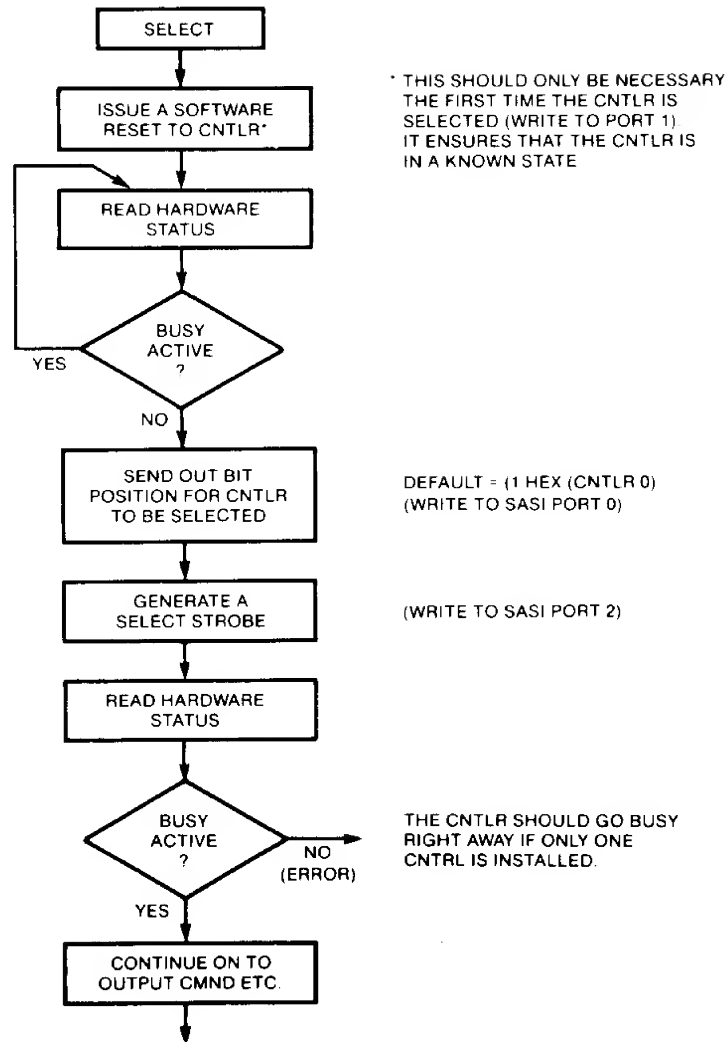 SELECT
ISSUE A SOFTWARE
RESET TO CNTLR*
* THIS SHOULD ONLY BE NECESSARY
THE FIRST TIME THE CNTLR IS
SELECTED (WRITE TO PORT 1)
IT ENSURES THAT THE CNTLR IS
IN A KNOWN STATE
READ HARDWARE
STATUS
BUSY
ACTIVE
?
YES
NO
SEND OUT BIT
POSITION FOR CNTLR
TO BE SELECTED
DEFAULT = (1 HEX (CNTLR 0)
(WRITE TO SASI PORT 0)
GENERATE A
SELECT STROBE
(WRITE TO SASI PORT 2)
READ HARDWARE
STATUS
BUSY
ACTIVE
?
NO
(ERROR)
THE CNTLR SHOULD GO BUSY
RIGHT AWAY IF ONLY ONE
CNTRL IS INSTALLED.
YES
CONTINUE ON TO
OUTPUT CMND ETC.